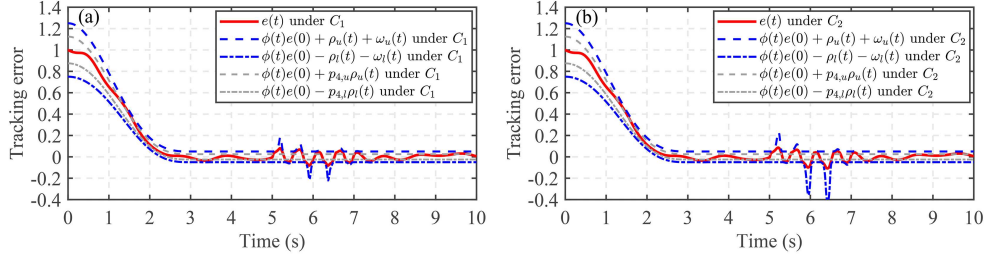 (a)
e(t) under C₁
ϕ(t)e(0) + ρᵤ(t) + ωᵤ(t) under C₁
ϕ(t)e(0) − ρₗ(t) − ωₗ(t) under C₁
ϕ(t)e(0) + p₄,ᵤρᵤ(t) under C₁
ϕ(t)e(0) − p₄,ₗρₗ(t) under C₁
Tracking error
1.4
1.2
1
0.8
0.6
0.4
0.2
0
-0.2
-0.4
0 1 2 3 4 5 6 7 8 9 10
Time (s)
(b)
e(t) under C₂
ϕ(t)e(0) + ρᵤ(t) + ωᵤ(t) under C₂
ϕ(t)e(0) − ρₗ(t) − ωₗ(t) under C₂
ϕ(t)e(0) + p₄,ᵤρᵤ(t) under C₂
ϕ(t)e(0) − p₄,ₗρₗ(t) under C₂
Tracking error
1.4
1.2
1
0.8
0.6
0.4
0.2
0
-0.2
-0.4
0 1 2 3 4 5 6 7 8 9 10
Time (s)